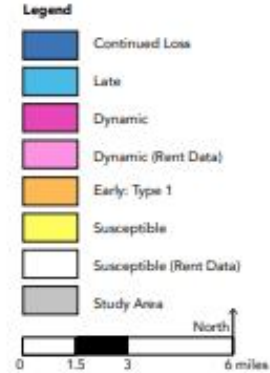 Legend
Continued Loss
Late
Dynamic
Dynamic (Rent Data)
Early: Type 1
Susceptible
Susceptible (Rent Data)
Study Area
North
0 1.5 3 6 miles